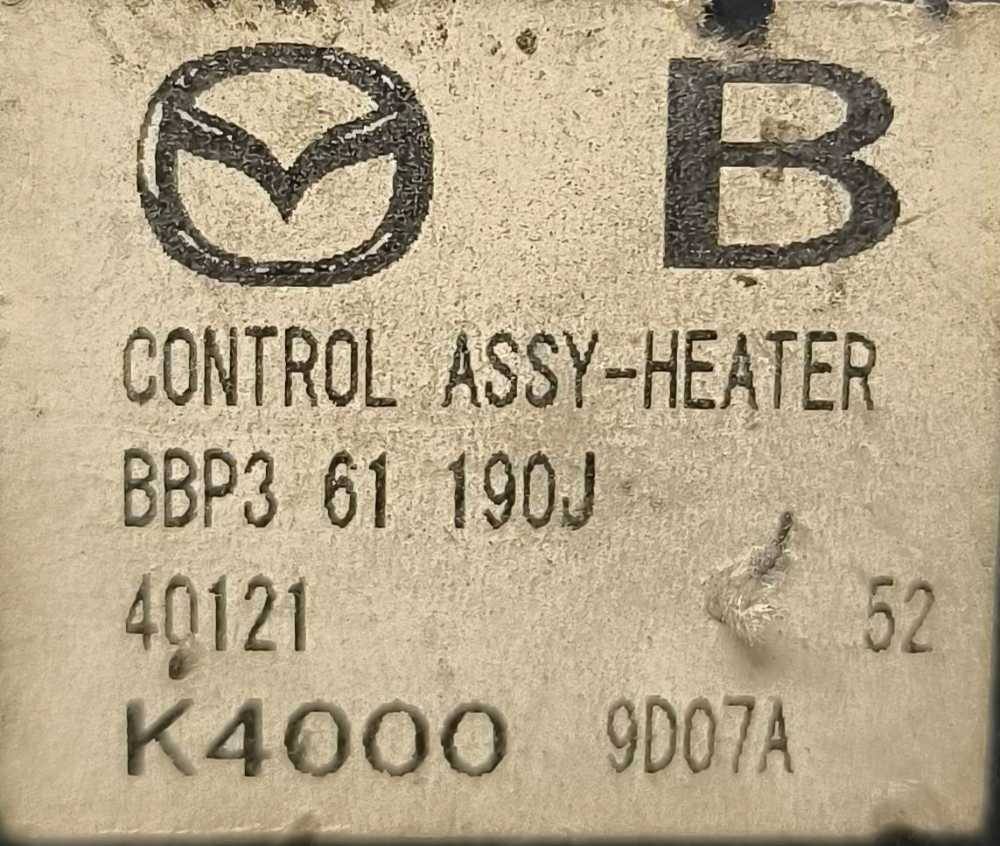 B
CONTROL ASSY-HEATER
BBP3 61 190J
40121 52
K4000 9D07A